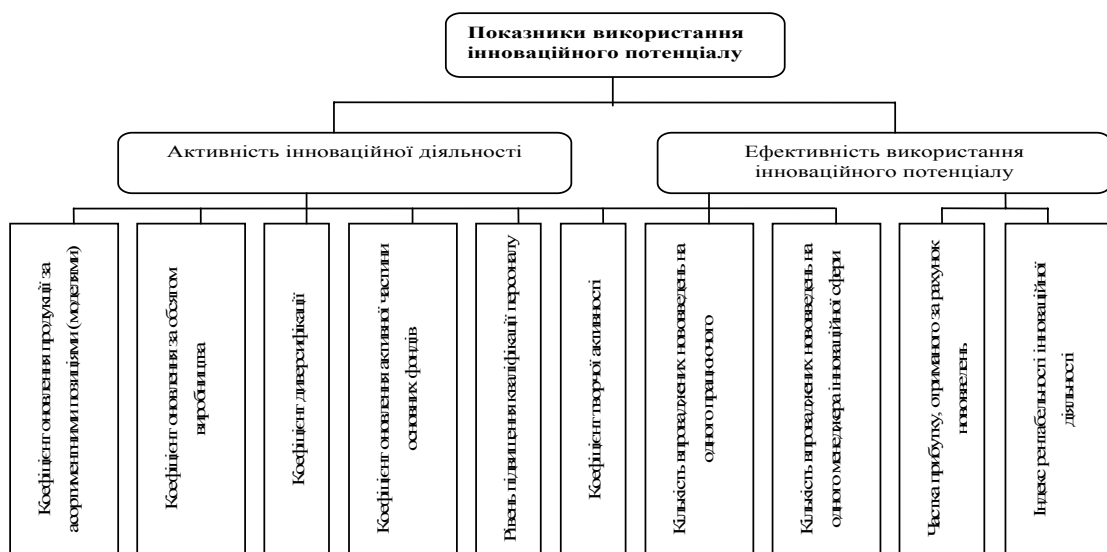 Показники використання
інноваційного потенціалу
Активність інноваційної діяльності
Ефективність використання
інноваційного потенціалу
Коефіцієнт оновлення продукції за
асортиментними позиціями (моделями)
Коефіцієнт оновлення за обсягом
виробництва
Коефіцієнт диверсифікації
Коефіцієнт оновлення активної частини
основних фондів
Рівень підвищення кваліфікації персоналу
Коефіцієнт творчої активності
Кількість впроваджених нововведень на
одного працюючого
Кількість впроваджених нововведень на
одного менеджера інноваційної сфери
Частка прибутку, отриманого за рахунок
нововведень
Індекс рентабельності інноваційної
діяльності